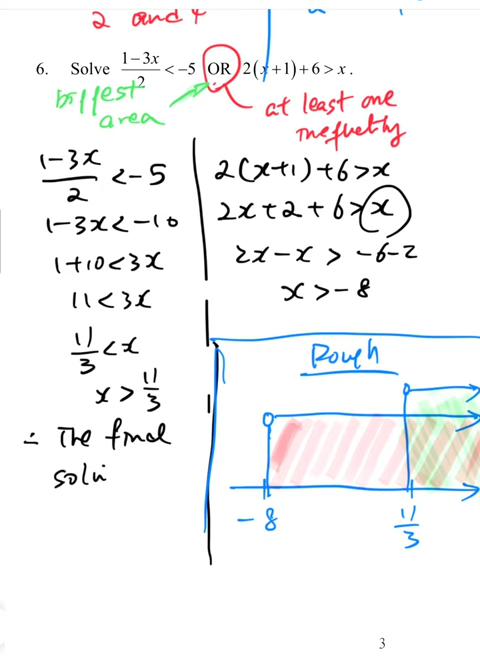 2 and 4
6. Solve (1-3x)/2 < -5 OR 2(x+1)+6 > x.
biggest
area
at least one
inequality
(1-3x)/2 < -5
1-3x < -10
1+10 < 3x
11 < 3x
11/3 < x
x > 11/3
∴ The final
soln
2(x+1)+6 > x
2x+2+6 > x
2x-x > -6-2
x > -8
Rough
-8
11/3
3